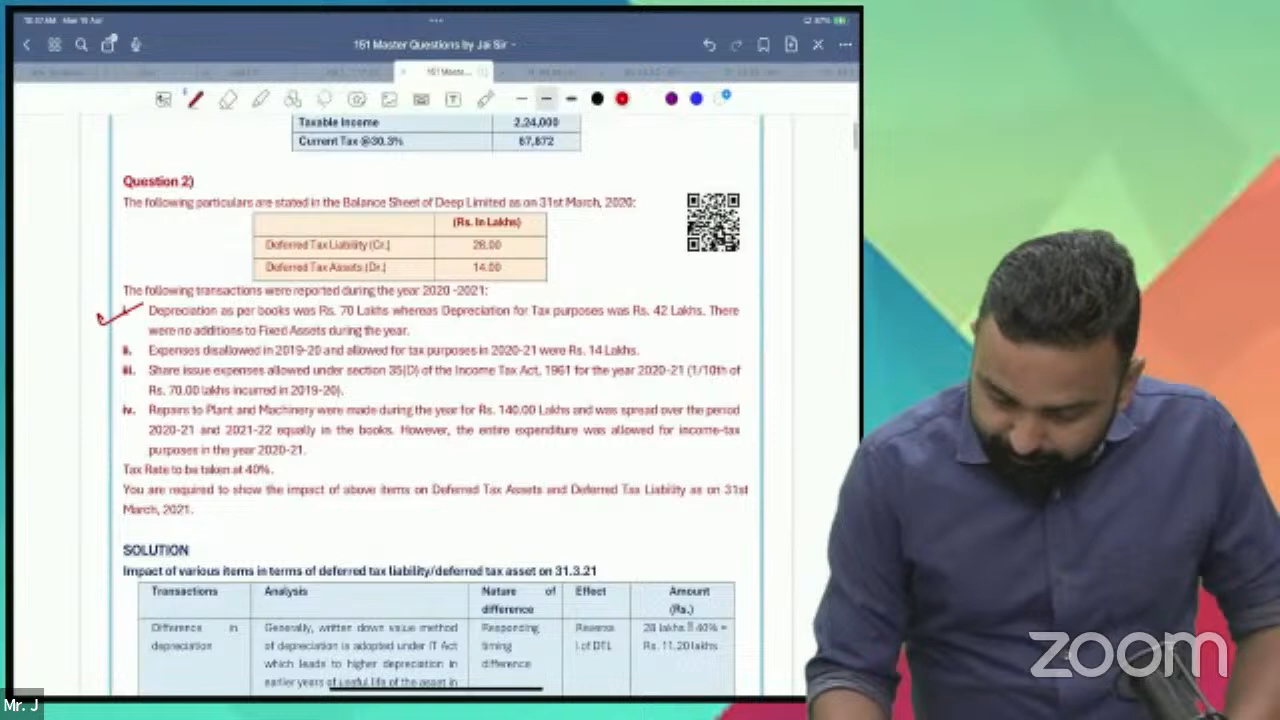 161 Master Questions by Jai Sir
161 Maste...
Taxable Income 2,24,000
Current Tax @30.3% 67,872
Question 2)
The following particulars are stated in the Balance Sheet of Deep Limited as on 31st March, 2020:
(Rs. In Lakhs)
Deferred Tax Liability (Cr.) 28.00
Deferred Tax Assets (Dr.) 14.00
The following transactions were reported during the year 2020 -2021:
i. Depreciation as per books was Rs. 70 Lakhs whereas Depreciation for Tax purposes was Rs. 42 Lakhs. There
were no additions to Fixed Assets during the year.
ii. Expenses disallowed in 2019-20 and allowed for tax purposes in 2020-21 were Rs. 14 Lakhs.
iii. Share issue expenses allowed under section 35(D) of the Income Tax Act, 1961 for the year 2020-21 (1/10th of
Rs. 70.00 lakhs incurred in 2019-20).
iv. Repairs to Plant and Machinery were made during the year for Rs. 140.00 Lakhs and was spread over the period
2020-21 and 2021-22 equally in the books. However, the entire expenditure was allowed for income-tax
purposes in the year 2020-21.
Tax Rate to be taken at 40%.
You are required to show the impact of above items on Deferred Tax Assets and Deferred Tax Liability as on 31st
March, 2021.
SOLUTION
Impact of various items in terms of deferred tax liability/deferred tax asset on 31.3.21
Transactions Analysis Nature of Effect Amount
difference (Rs.)
Difference in Generally, written down value method Responding Reversa 28 lakhs 40% =
depreciation of depreciation is adopted under IT Act timing l of DTL Rs. 11.20 lakhs
which leads to higher depreciation in difference
earlier years of useful life of the asset in
zoom
Mr. J